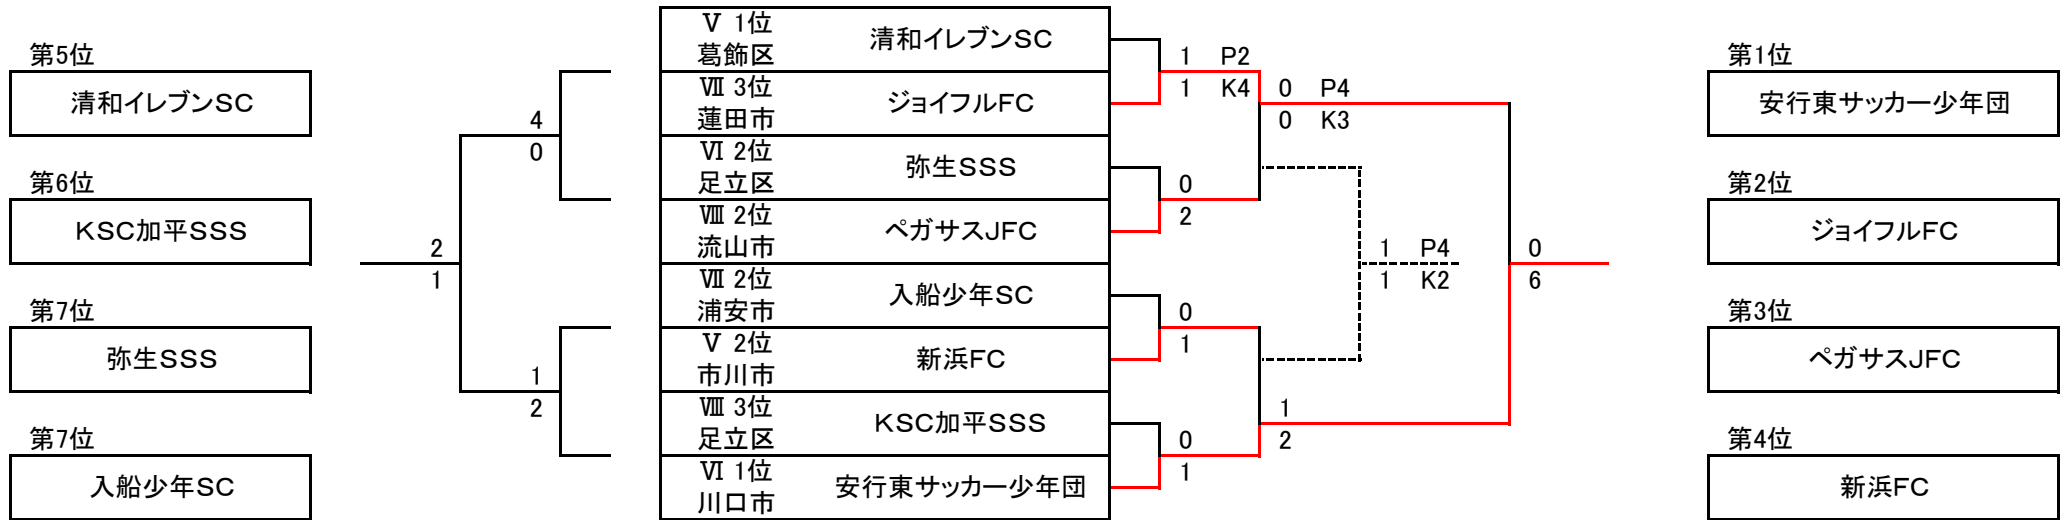 第5位
清和イレブンSC
第6位
KSC加平SSS
第7位
弥生SSS
第7位
入船少年SC
4
0
2
1
1
2
Ⅴ 1位
葛飾区
清和イレブンSC
Ⅶ 3位
蓮田市
ジョイフルFC
Ⅵ 2位
足立区
弥生SSS
Ⅷ 2位
流山市
ペガサスJFC
Ⅶ 2位
浦安市
入船少年SC
Ⅴ 2位
市川市
新浜FC
Ⅷ 3位
足立区
KSC加平SSS
Ⅵ 1位
川口市
安行東サッカー少年団
1 P2
1 K4
0
2
0
1
0
1
0 P4
0 K3
1
2
1 P4
1 K2
0
6
第1位
安行東サッカー少年団
第2位
ジョイフルFC
第3位
ペガサスJFC
第4位
新浜FC